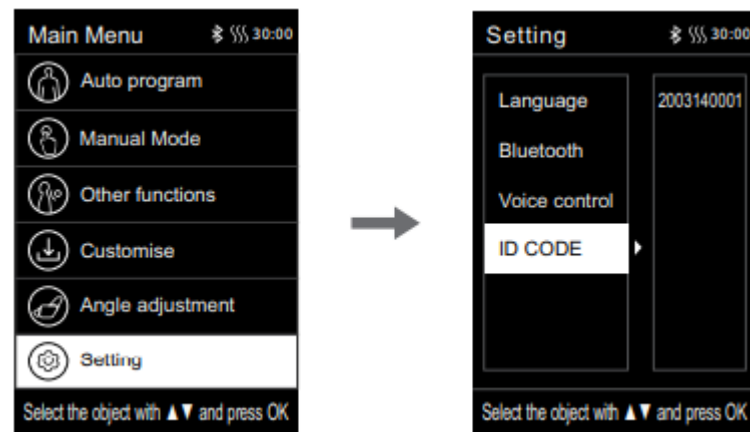 Main Menu 30:00
Auto program
Manual Mode
Other functions
Customise
Angle adjustment
Setting
Select the object with ▲▼ and press OK
Setting 30:00
Language 2003140001
Bluetooth
Voice control
ID CODE
Select the object with ▲▼ and press OK